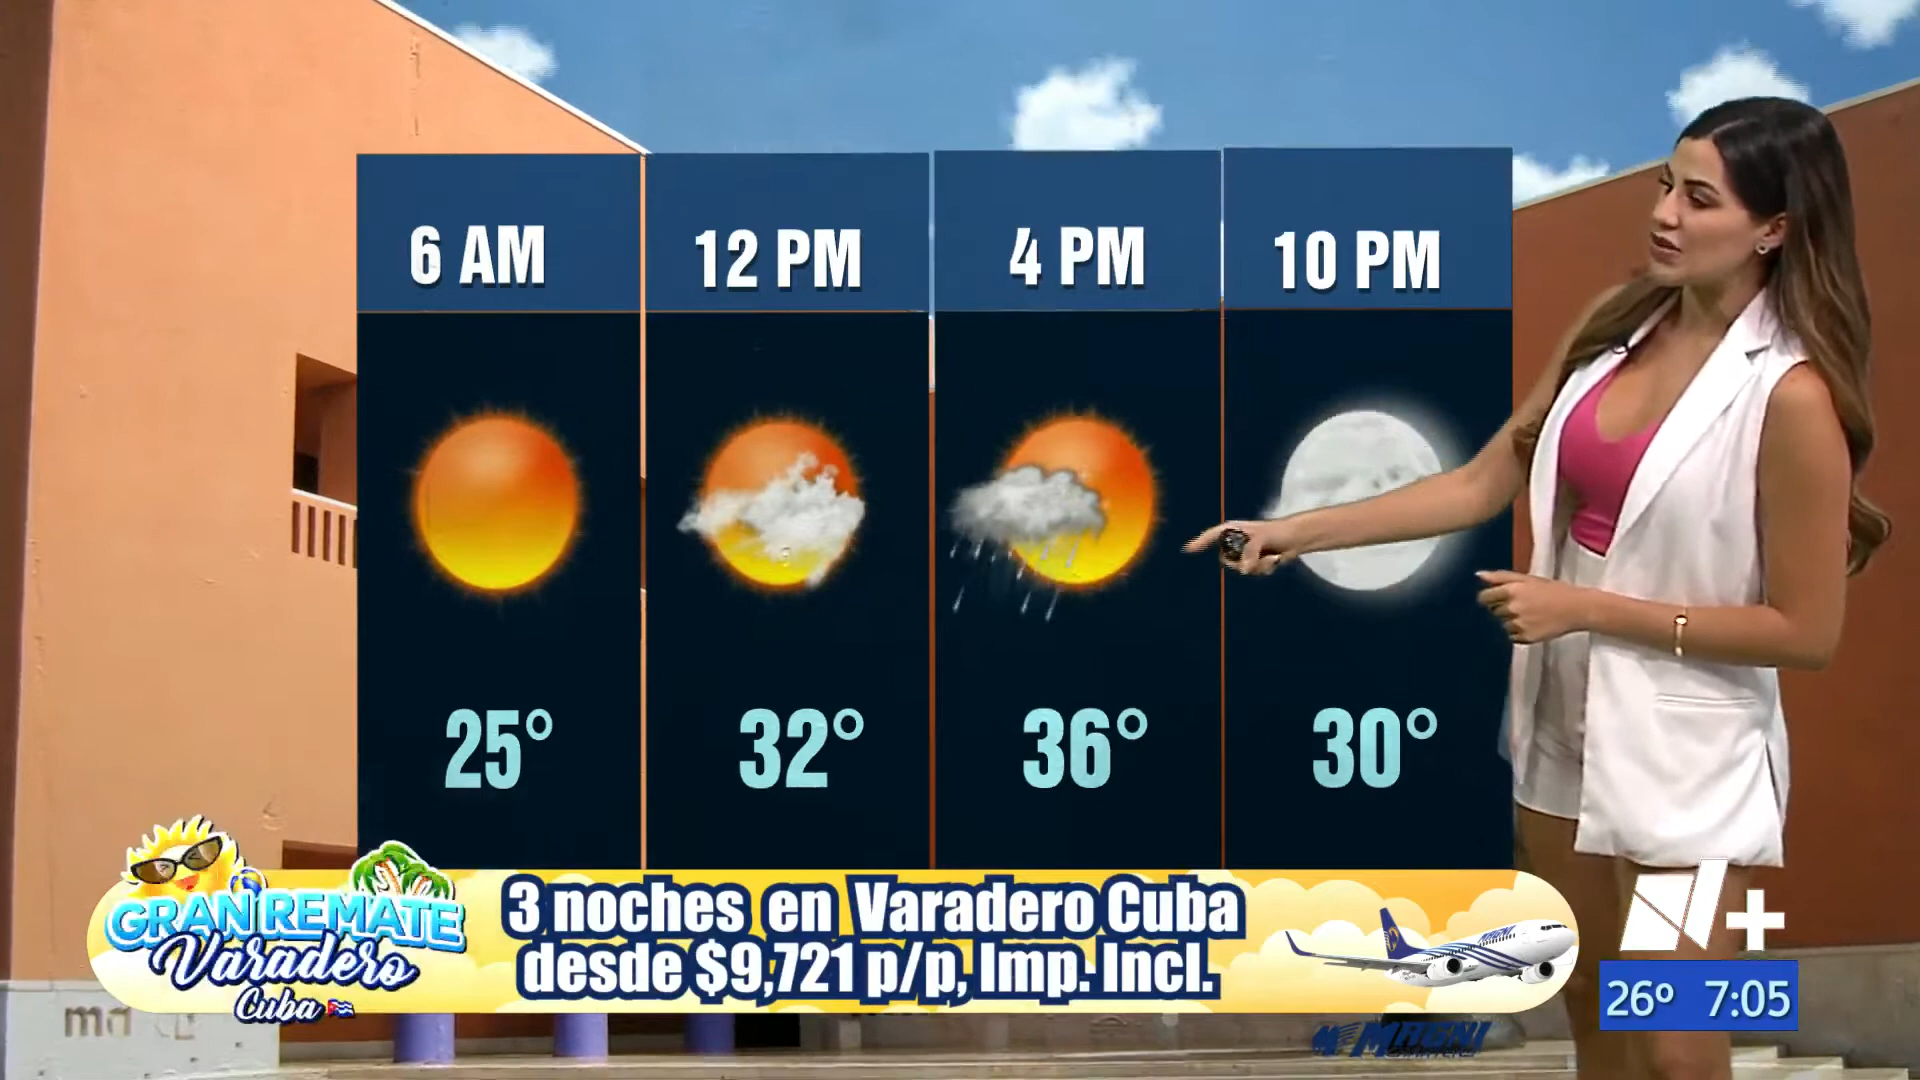 6 AM
12 PM
4 PM
10 PM
25°
32°
36°
30°
GRAN REMATE
Varadero
Cuba
3 noches en Varadero Cuba
desde $9,721 p/p, Imp. Incl.
N+
26° 7:05